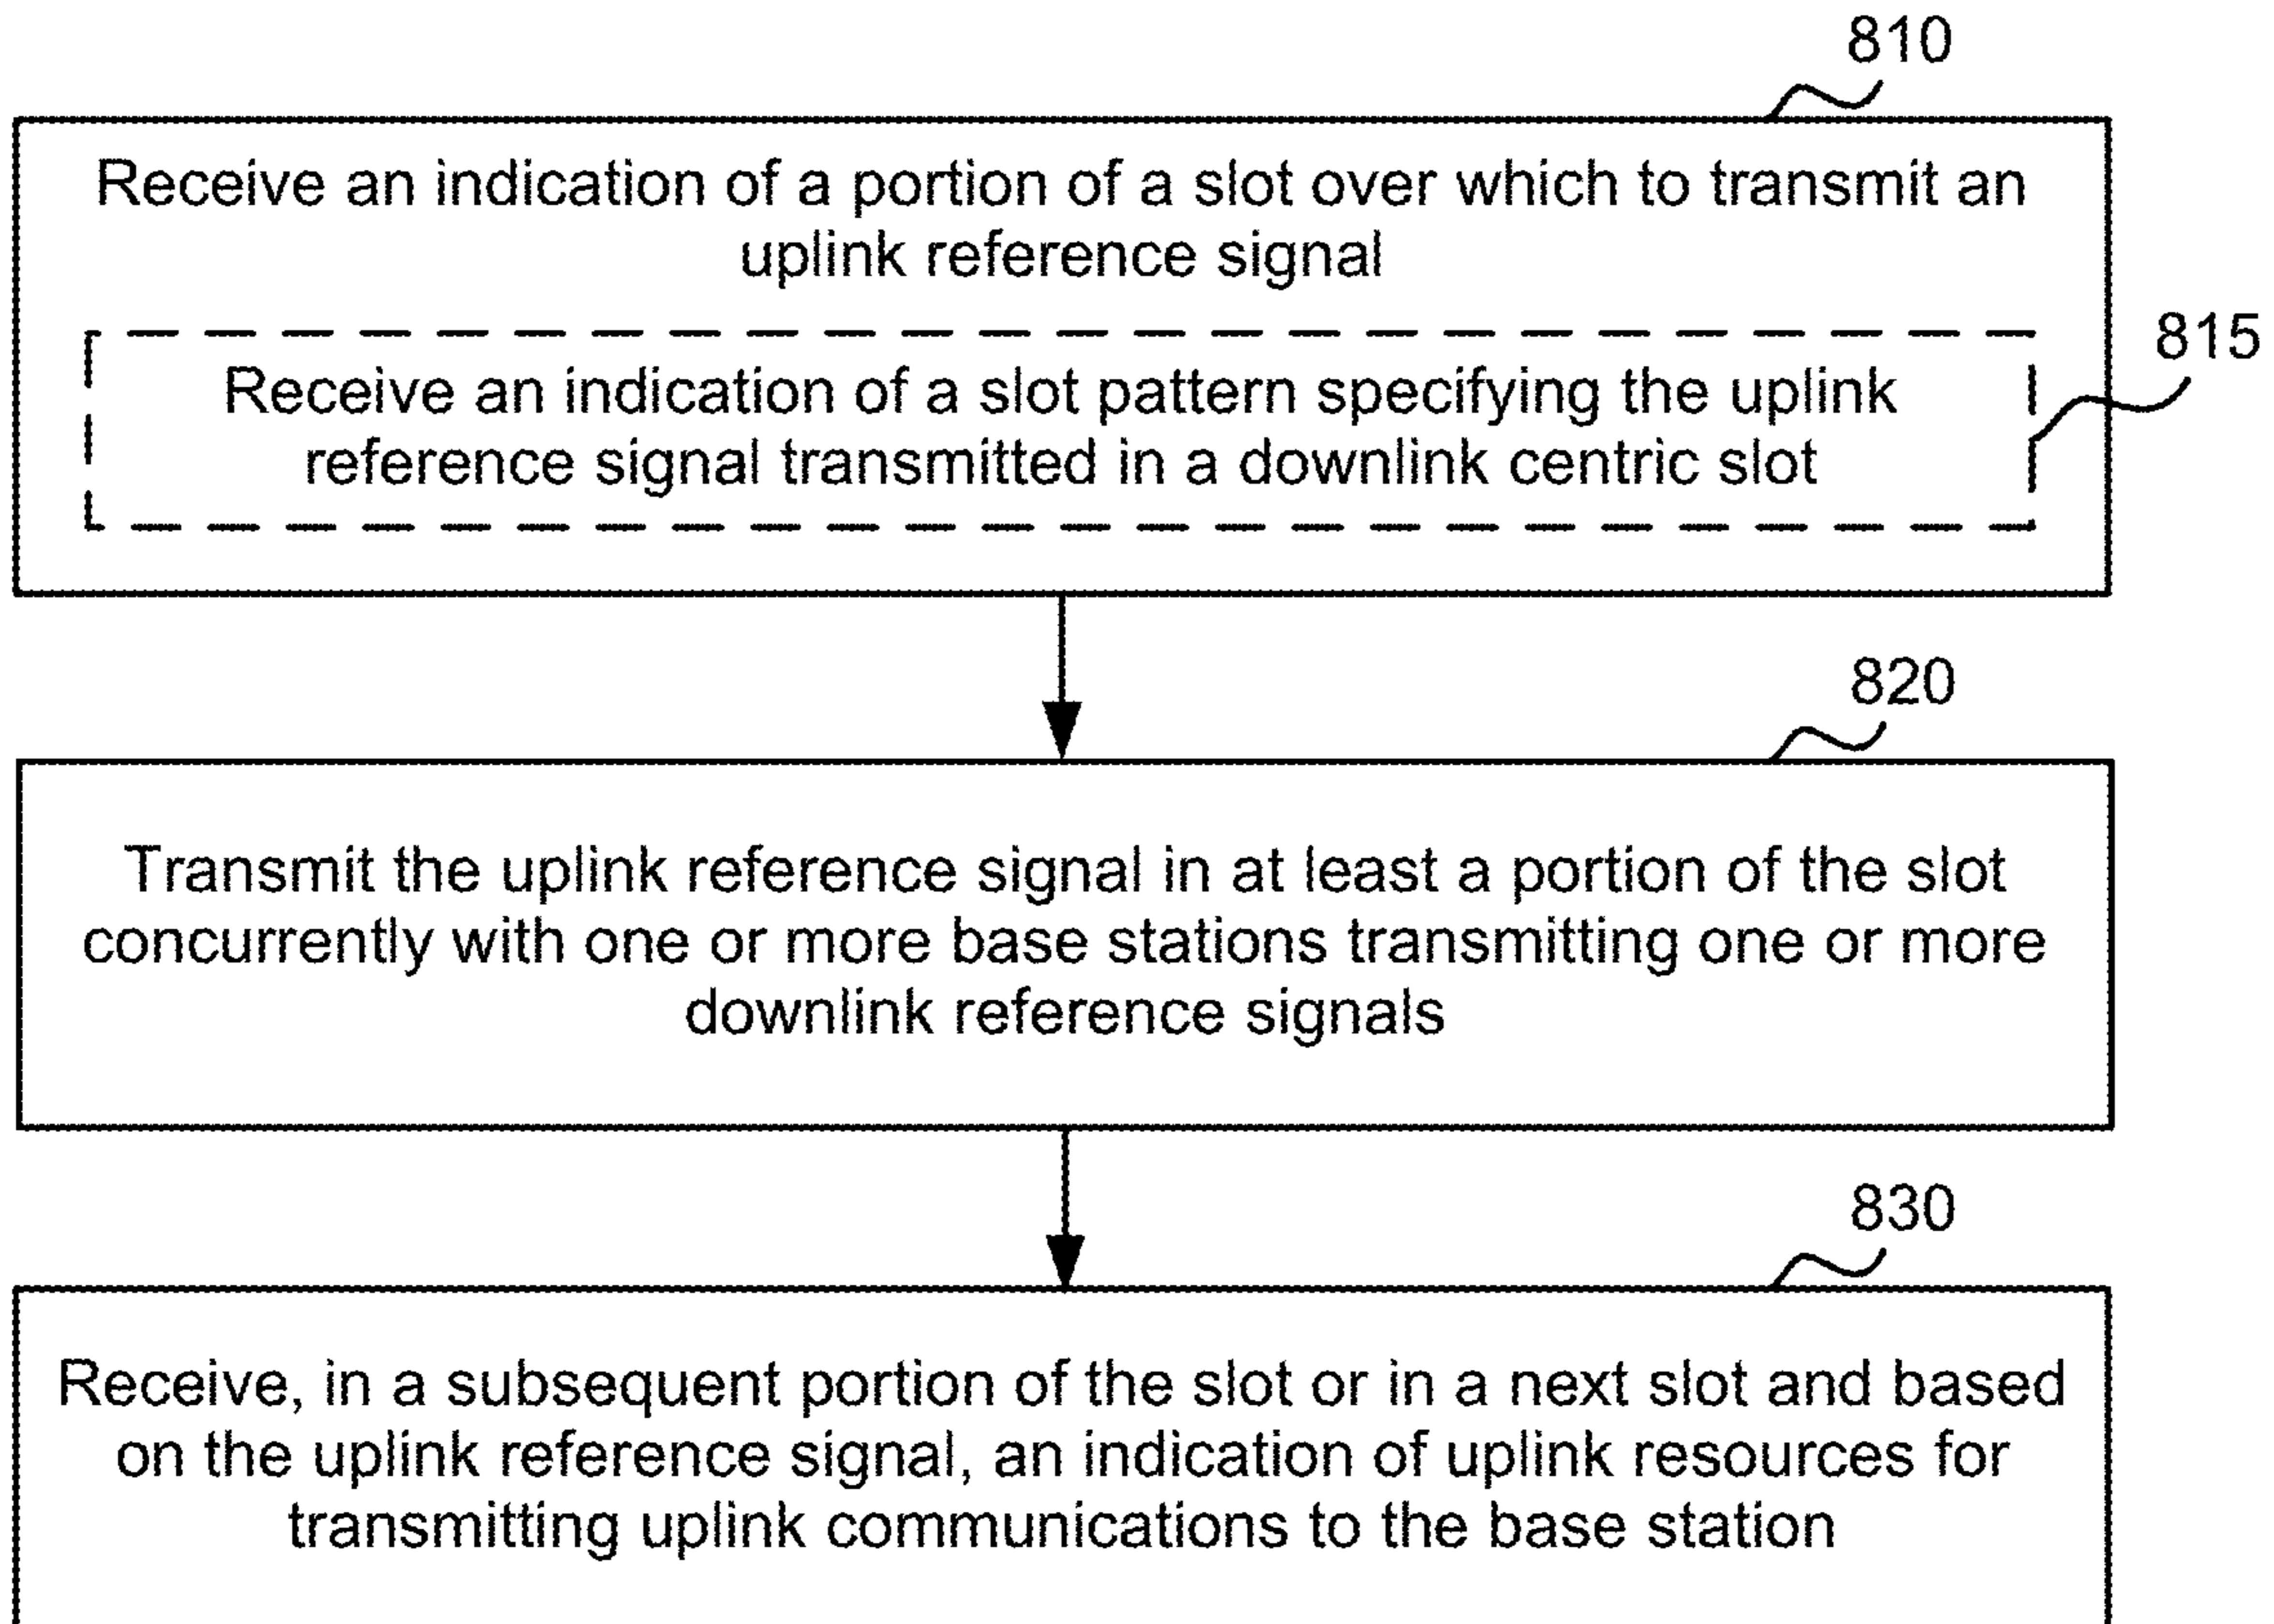 810
Receive an indication of a portion of a slot over which to transmit an
uplink reference signal
815
Receive an indication of a slot pattern specifying the uplink
reference signal transmitted in a downlink centric slot
820
Transmit the uplink reference signal in at least a portion of the slot
concurrently with one or more base stations transmitting one or more
downlink reference signals
830
Receive, in a subsequent portion of the slot or in a next slot and based
on the uplink reference signal, an indication of uplink resources for
transmitting uplink communications to the base station